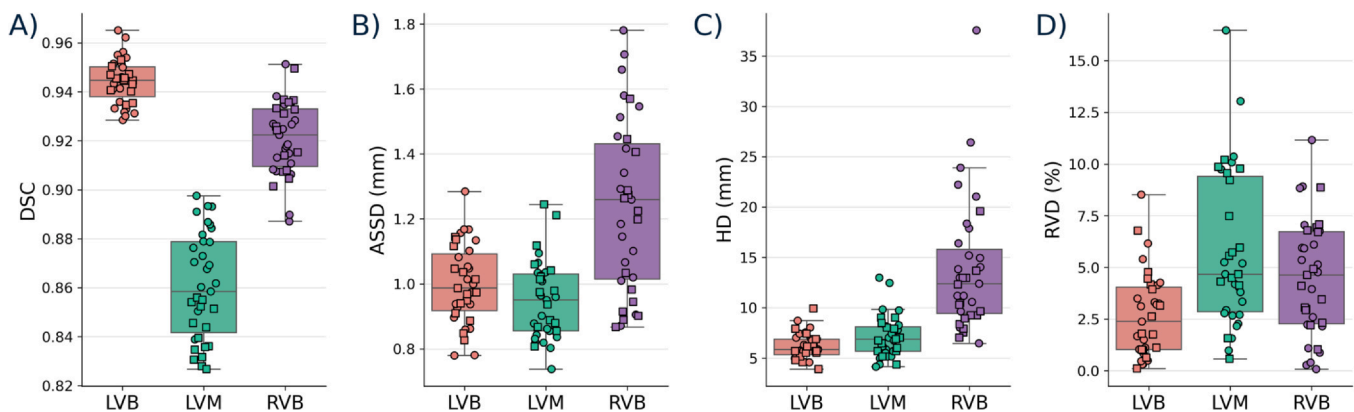 A)
DSC
0.96
0.94
0.92
0.90
0.88
0.86
0.84
0.82
LVB LVM RVB
B)
ASSD (mm)
1.8
1.6
1.4
1.2
1.0
0.8
LVB LVM RVB
C)
HD (mm)
35
30
25
20
15
10
5
LVB LVM RVB
D)
RVD (%)
15.0
12.5
10.0
7.5
5.0
2.5
0.0
LVB LVM RVB